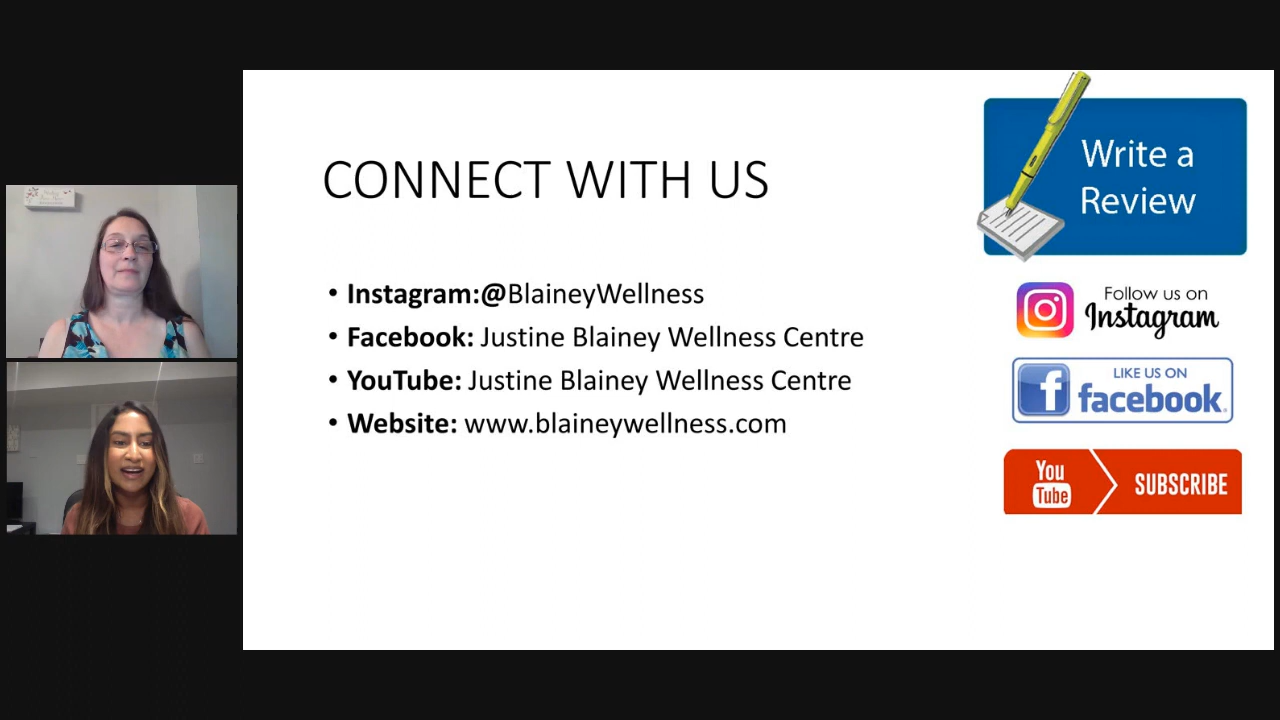 CONNECT WITH US
• Instagram:@BlaineyWellness
• Facebook: Justine Blainey Wellness Centre
• YouTube: Justine Blainey Wellness Centre
• Website: www.blaineywellness.com
Write a
Review
Follow us on
Instagram
LIKE US ON
facebook
You
Tube
SUBSCRIBE